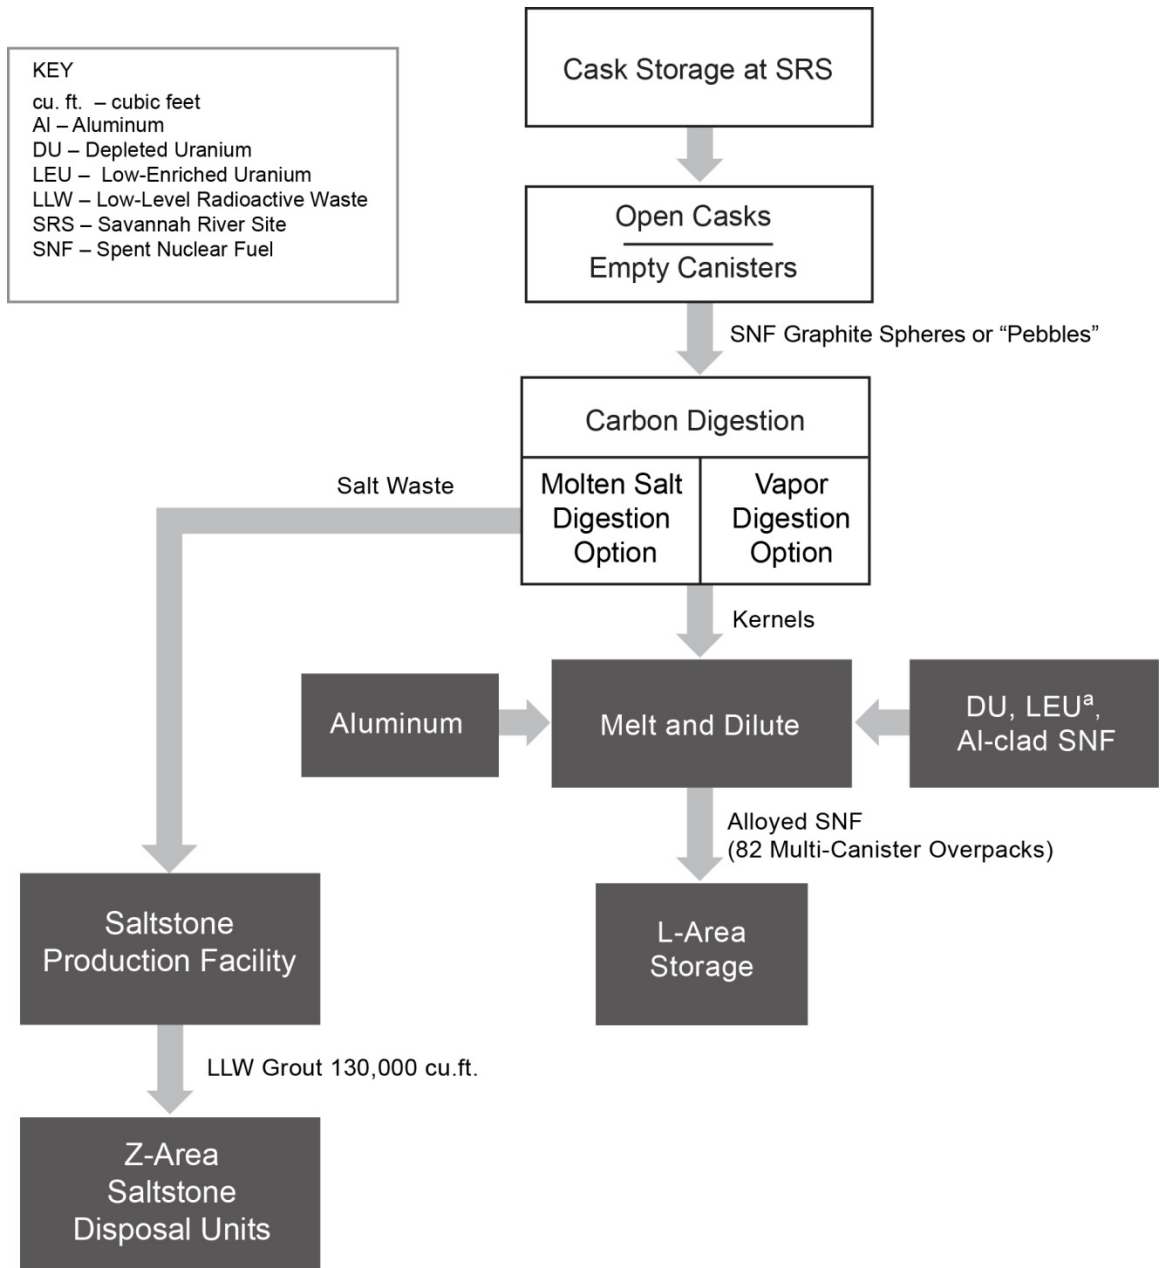 KEY
cu. ft. – cubic feet
Al – Aluminum
DU – Depleted Uranium
LEU – Low-Enriched Uranium
LLW – Low-Level Radioactive Waste
SRS – Savannah River Site
SNF – Spent Nuclear Fuel
Cask Storage at SRS
Open Casks
Empty Canisters
SNF Graphite Spheres or “Pebbles”
Carbon Digestion
Molten Salt
Digestion
Option
Vapor
Digestion
Option
Salt Waste
Kernels
Aluminum
Melt and Dilute
DU, LEUᵃ,
Al-clad SNF
Alloyed SNF
(82 Multi-Canister Overpacks)
L-Area
Storage
Saltstone
Production Facility
LLW Grout 130,000 cu.ft.
Z-Area
Saltstone
Disposal Units